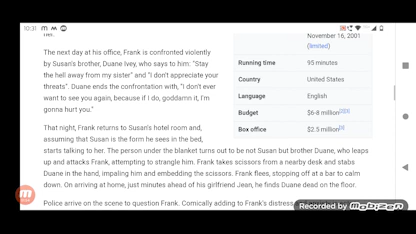 10:31
her.
November 16, 2001
(limited)
The next day at his office, Frank is confronted violently
by Susan's brother, Duane Ivey, who says to him: "Stay
the hell away from my sister" and "I don't appreciate your
threats". Duane ends the confrontation with, "I don't ever
want to see you again, because if I do, goddamn it, I'm
gonna hurt you."
Running time 95 minutes
Country United States
Language English
Budget $6-8 million
Box office $2.5 million
That night, Frank returns to Susan's hotel room and,
assuming that Susan is the form he sees in the bed,
starts talking to her. The person under the blanket turns out to be not Susan but brother Duane, who leaps
up and attacks Frank, attempting to strangle him. Frank takes scissors from a nearby desk and stabs
Duane in the hand, impaling him and embedding the scissors. Frank flees, stopping off at a bar to calm
down. On arriving at home, just minutes ahead of his girlfriend Jean, he finds Duane dead on the floor.
Police arrive on the scene to question Frank. Comically adding to Frank's distress
Recorded by Mobizen